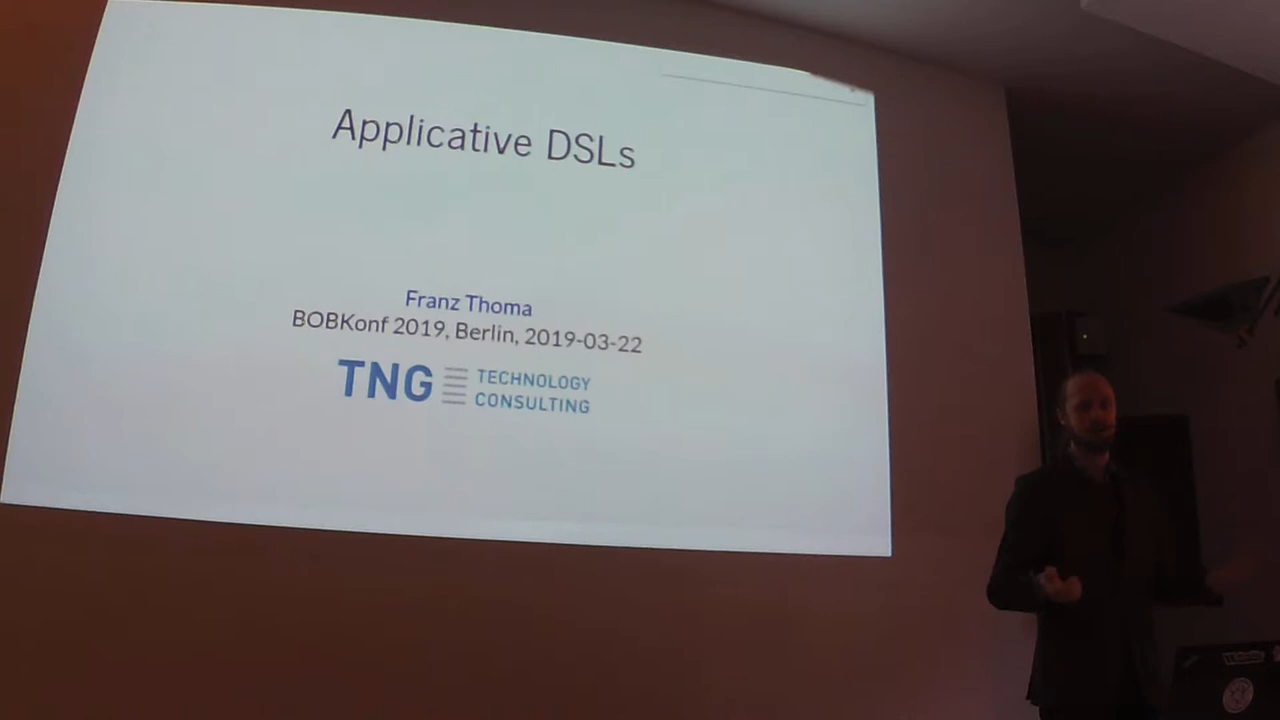 Applicative DSLs
Franz Thoma
BOBKonf 2019, Berlin, 2019-03-22
TNG TECHNOLOGY
CONSULTING